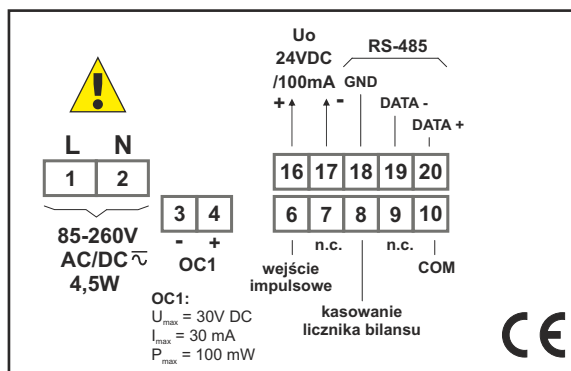 Uo
24VDC
/100mA
+ -
RS-485
GND
DATA -
DATA +
L N
1 2
16 17 18 19 20
6 7 8 9 10
3 4
- +
OC1
85-260V
AC/DC
4,5W
n.c. n.c.
wejście
impulsowe
COM
kasowanie
licznika bilansu
OC1:
Umax = 30V DC
Imax = 30 mA
Pmax = 100 mW
CE